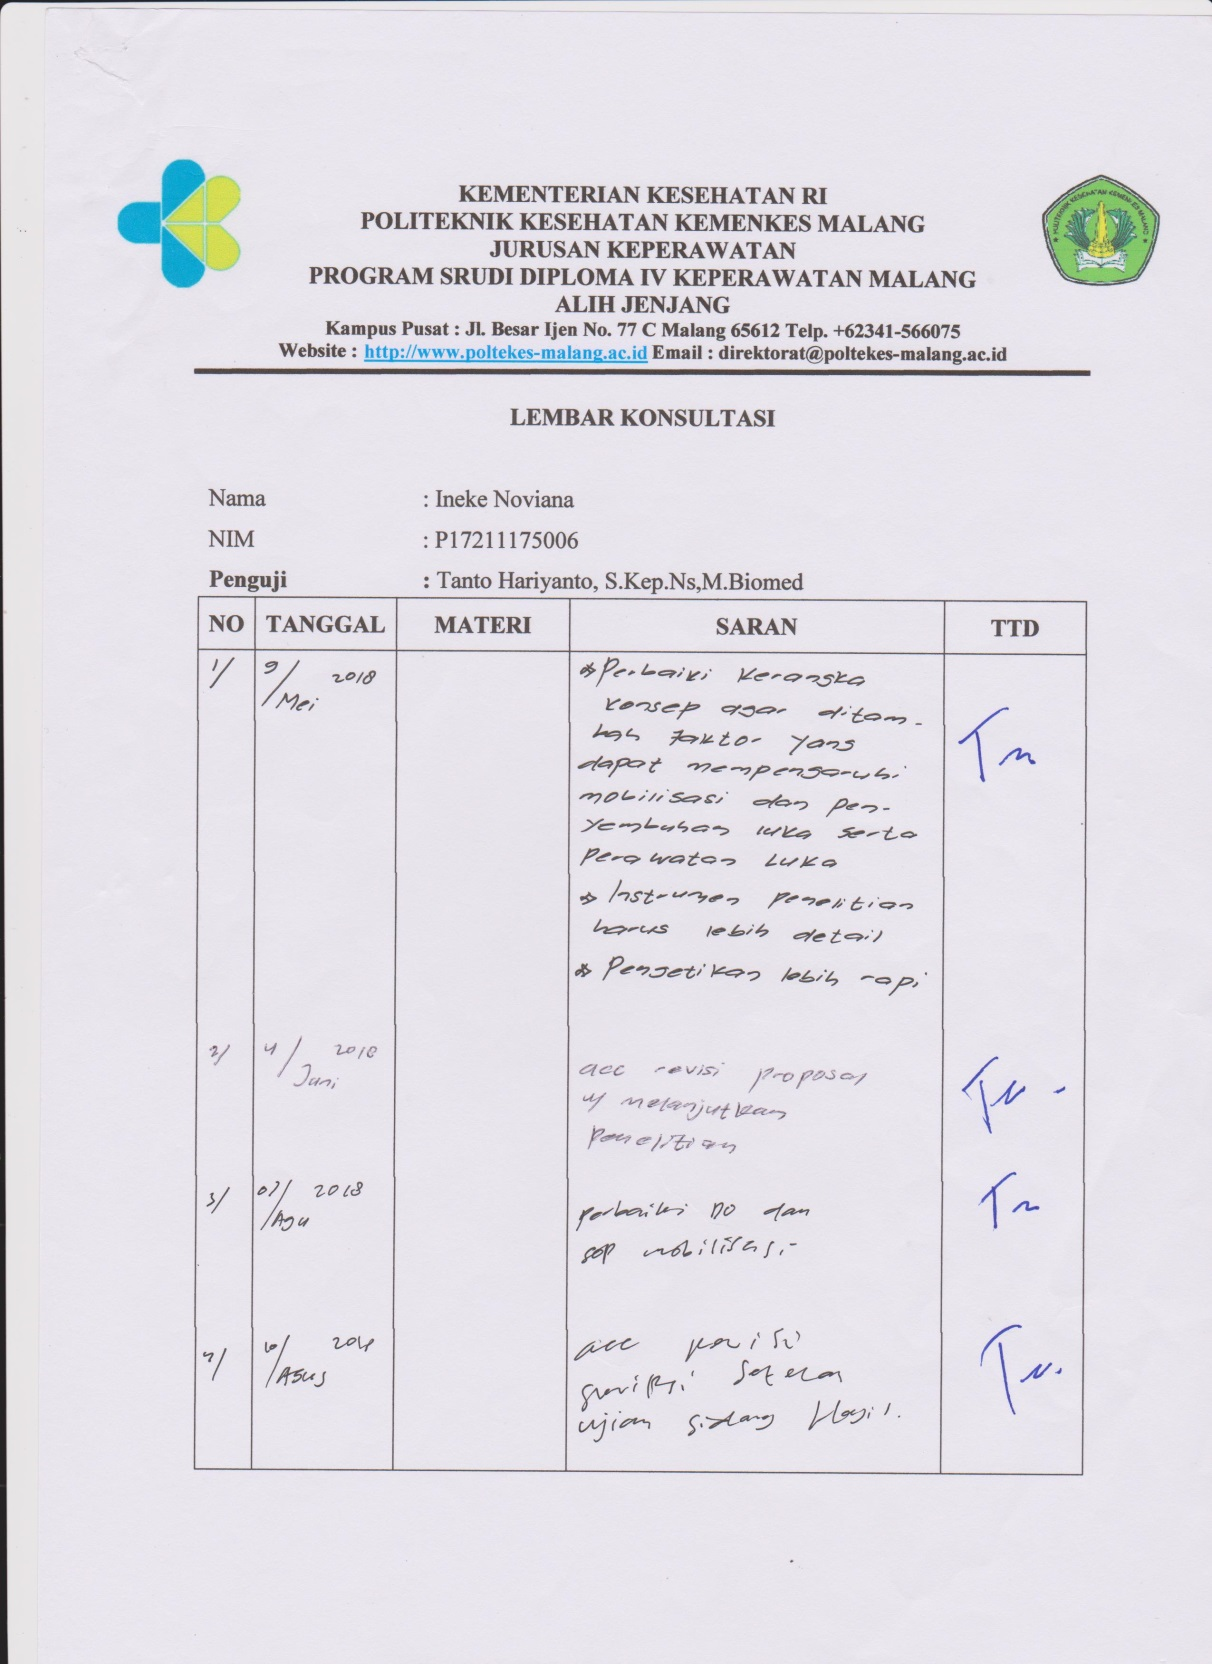 KEMENTERIAN KESEHATAN RI
POLITEKNIK KESEHATAN KEMENKES MALANG
JURUSAN KEPERAWATAN
PROGRAM SRUDI DIPLOMA IV KEPERAWATAN MALANG
ALIH JENJANG
Kampus Pusat : Jl. Besar Ijen No. 77 C Malang 65612 Telp. +62341-566075
Website : http://www.poltekes-malang.ac.id Email : direktorat@poltekes-malang.ac.id
LEMBAR KONSULTASI
Nama : Ineke Noviana
NIM : P17211175006
Penguji : Tanto Hariyanto, S.Kep.Ns,M.Biomed
NO TANGGAL MATERI SARAN TTD
1/ 9/Mei 2018 * Perbaiki Kerangka
konsep agar ditam-
bah faktor yang
dapat mempengaruhi
mobilisasi dan pen-
yembuhan luka serta
perawatan luka
* Instrumen penelitian
harus lebih detail
* Pengetikan lebih rapi
2/ 4/Juni 2018 acc revisi proposal
u/ melanjutkan
penelitian
3/ /Agu 2018 perbaiki DO dan
SOP mobilisasi
4/ /Agus acc revisi
skripsi setelah
ujian sidang Hasil.